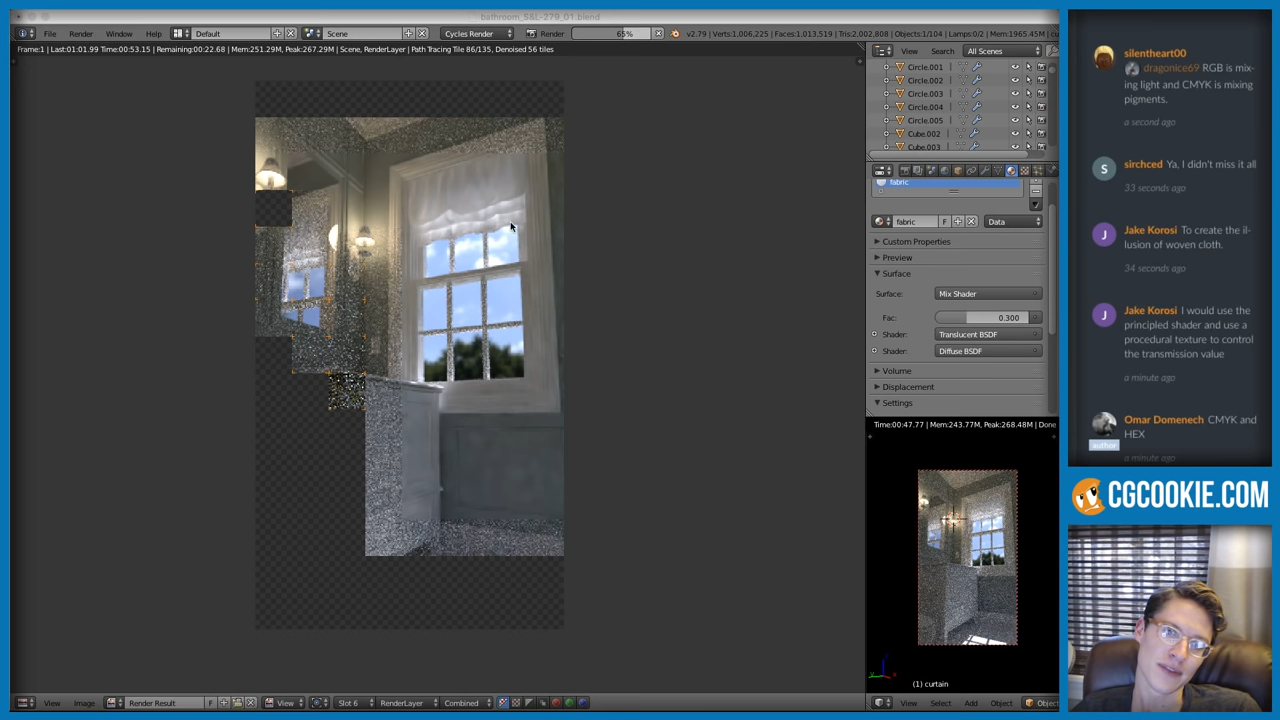 bathroom_S&L-279_01.blend
File Render Window Help Default Scene Cycles Render Render 65% v2.79 | Verts:1,006,225 | Faces:1,013,519 | Tris:2,002,808 | Objects:1/104 | Lamps:0/2 | Mem:1965.45M | cu
Frame:1 | Last:01:01.99 Time:00:53.15 | Remaining:00:22.68 | Mem:251.29M, Peak:267.29M | Scene, RenderLayer | Path Tracing Tile 86/135, Denoised 56 tiles
View Search All Scenes
Circle.001
Circle.002
Circle.003
Circle.004
Circle.005
Cube.002
Cube.003
fabric
fabric F Data
Custom Properties
Preview
Surface
Surface: Mix Shader
Fac: 0.300
Shader: Translucent BSDF
Shader: Diffuse BSDF
Volume
Displacement
Settings
Time:00:47.77 | Mem:243.77M, Peak:268.48M | Done
(1) curtain
View Image Render Result F View Slot 6 RenderLayer Combined
View Select Add Object Object
silentheart00
dragonice69 RGB is mix-
ing light and CMYK is mixing
pigments.
a second ago
S
sirchced Ya, I didn't miss it all
33 seconds ago
J
Jake Korosi To create the il-
lusion of woven cloth.
34 seconds ago
J
Jake Korosi I would use the
principled shader and use a
procedural texture to control
the transmission value
a minute ago
Omar Domenech CMYK and
HEX
author
a minute ago
CGCOOKIE.COM